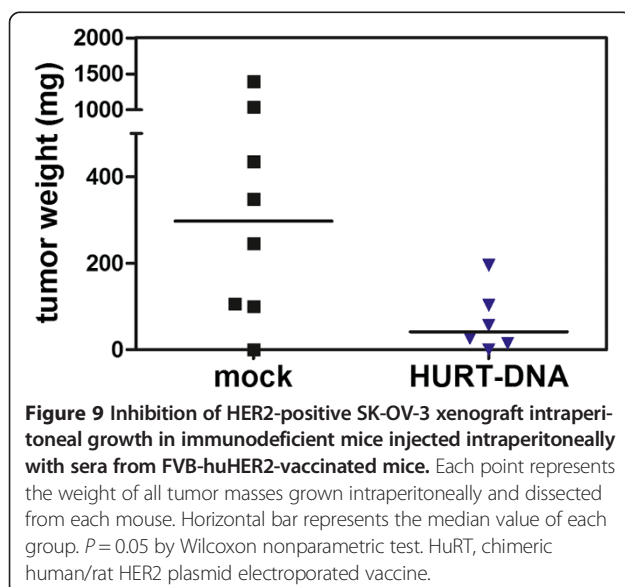 2000
1500
1000
400
200
0
tumor weight (mg)
mock HURT-DNA
Figure 9 Inhibition of HER2-positive SK-OV-3 xenograft intraperi-
toneal growth in immunodeficient mice injected intraperitoneally
with sera from FVB-huHER2-vaccinated mice. Each point represents
the weight of all tumor masses grown intraperitoneally and dissected
from each mouse. Horizontal bar represents the median value of each
group. P = 0.05 by Wilcoxon nonparametric test. HuRT, chimeric
human/rat HER2 plasmid electroporated vaccine.